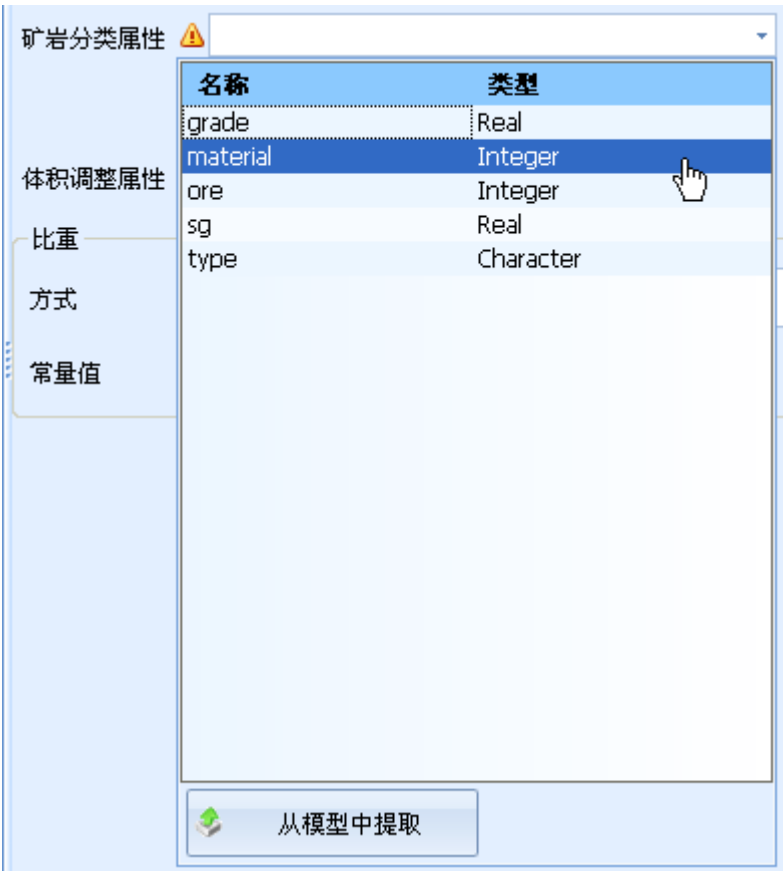 矿岩分类属性
名称 类型
grade Real
material Integer
体积调整属性
ore Integer
sg Real
比重
type Character
方式
常量值
从模型中提取